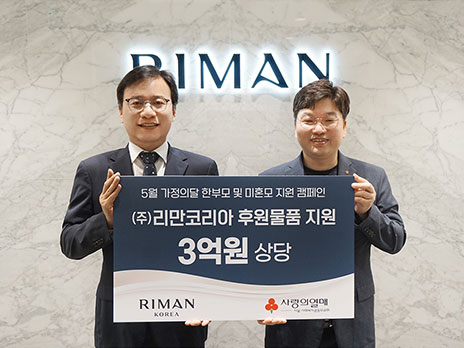 RIMAN
5월 가정의달 한부모 및 미혼모 지원 캠페인
(주) 리만코리아 후원물품 지원
3억원 상당
RIMAN
KOREA
사랑의열매